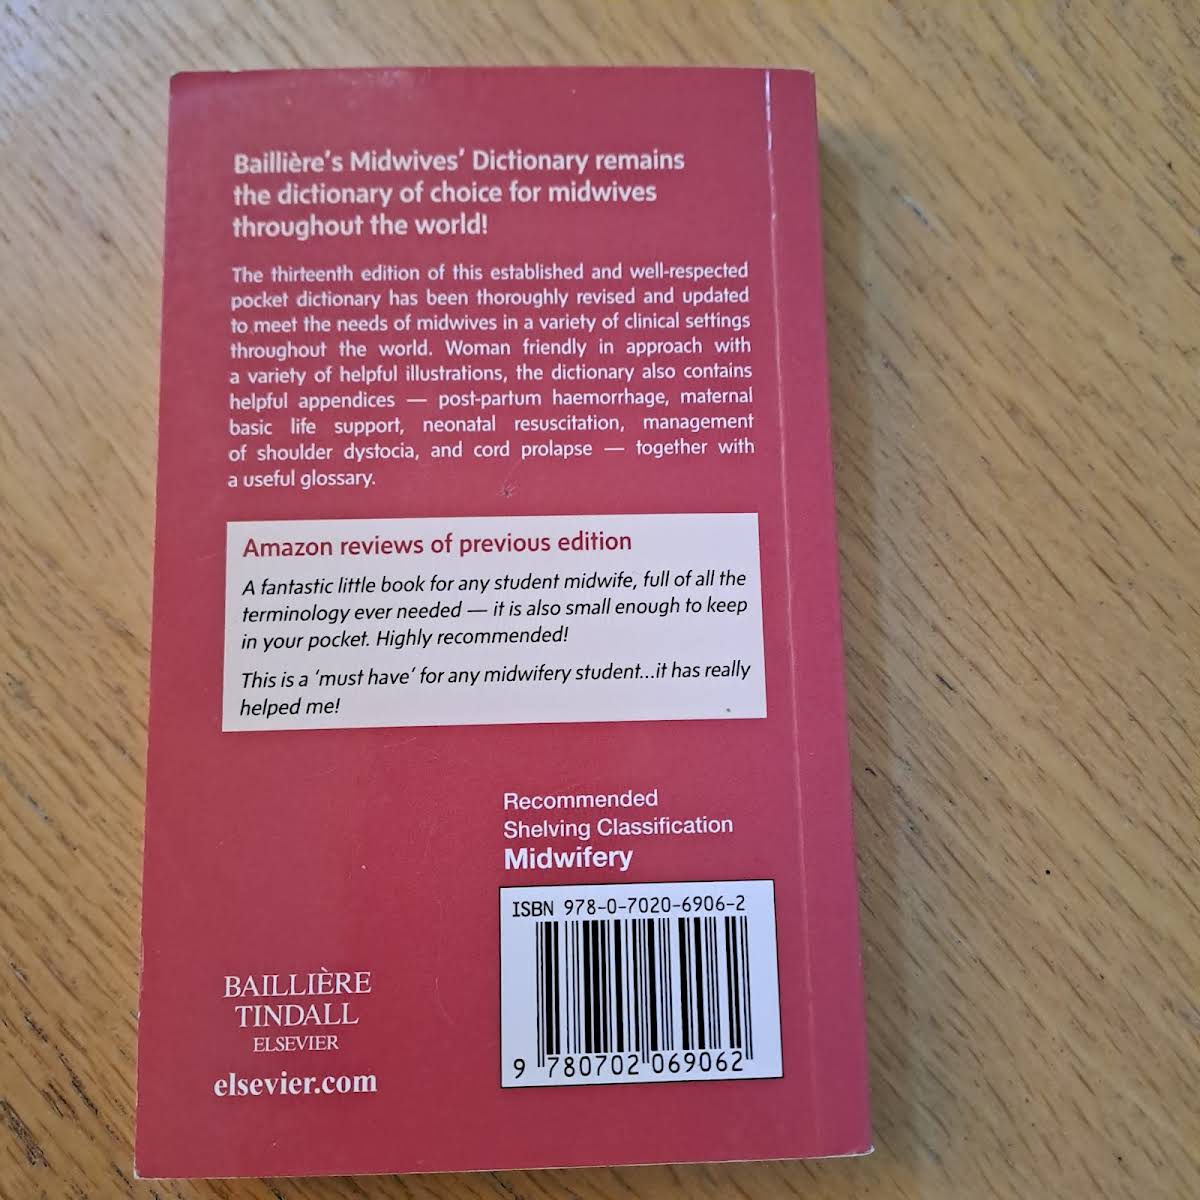 Baillière's Midwives' Dictionary remains
the dictionary of choice for midwives
throughout the world!
The thirteenth edition of this established and well-respected
pocket dictionary has been thoroughly revised and updated
to meet the needs of midwives in a variety of clinical settings
throughout the world. Woman friendly in approach with
a variety of helpful illustrations, the dictionary also contains
helpful appendices — post-partum haemorrhage, maternal
basic life support, neonatal resuscitation, management
of shoulder dystocia, and cord prolapse — together with
a useful glossary.
Amazon reviews of previous edition
A fantastic little book for any student midwife, full of all the
terminology ever needed — it is also small enough to keep
in your pocket. Highly recommended!
This is a 'must have' for any midwifery student...it has really
helped me!
Recommended
Shelving Classification
Midwifery
ISBN 978-0-7020-6906-2
9 780702 069062
BAILLIÈRE
TINDALL
ELSEVIER
elsevier.com